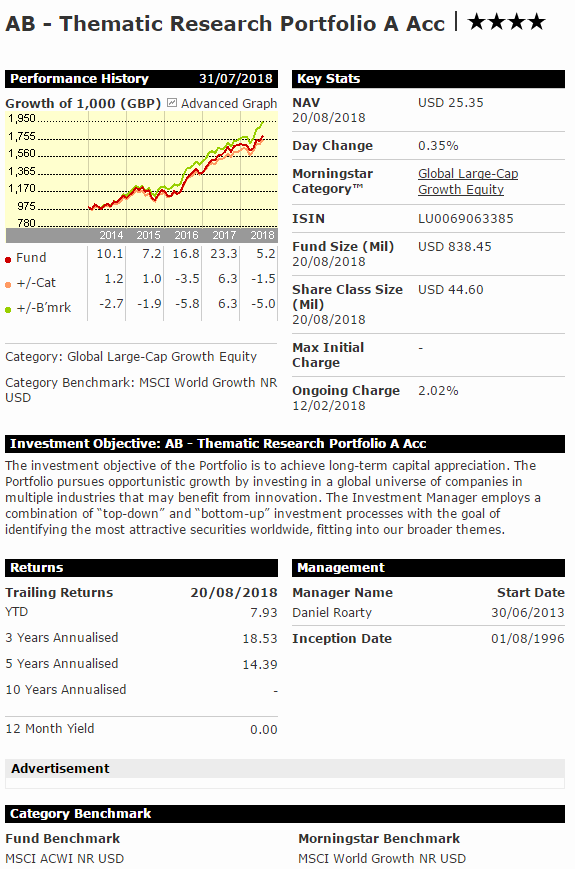 AB - Thematic Research Portfolio A Acc | ★★★★
Performance History 31/07/2018
Growth of 1,000 (GBP) Advanced Graph
1,950
1,755
1,560
1,365
1,170
975
780
2014 2015 2016 2017 2018
Fund 10.1 7.2 16.8 23.3 5.2
+/-Cat 1.2 1.0 -3.5 6.3 -1.5
+/-B'mrk -2.7 -1.9 -5.8 6.3 -5.0
Category: Global Large-Cap Growth Equity
Category Benchmark: MSCI World Growth NR
USD
Key Stats
NAV USD 25.35
20/08/2018
Day Change 0.35%
Morningstar Global Large-Cap
Category™ Growth Equity
ISIN LU0069063385
Fund Size (Mil) USD 838.45
20/08/2018
Share Class Size USD 44.60
(Mil)
20/08/2018
Max Initial -
Charge
Ongoing Charge 2.02%
12/02/2018
Investment Objective: AB - Thematic Research Portfolio A Acc
The investment objective of the Portfolio is to achieve long-term capital appreciation. The
Portfolio pursues opportunistic growth by investing in a global universe of companies in
multiple industries that may benefit from innovation. The Investment Manager employs a
combination of “top-down” and “bottom-up” investment processes with the goal of
identifying the most attractive securities worldwide, fitting into our broader themes.
Returns
Trailing Returns 20/08/2018
YTD 7.93
3 Years Annualised 18.53
5 Years Annualised 14.39
10 Years Annualised -
12 Month Yield 0.00
Management
Manager Name Start Date
Daniel Roarty 30/06/2013
Inception Date 01/08/1996
Advertisement
Category Benchmark
Fund Benchmark Morningstar Benchmark
MSCI ACWI NR USD MSCI World Growth NR USD